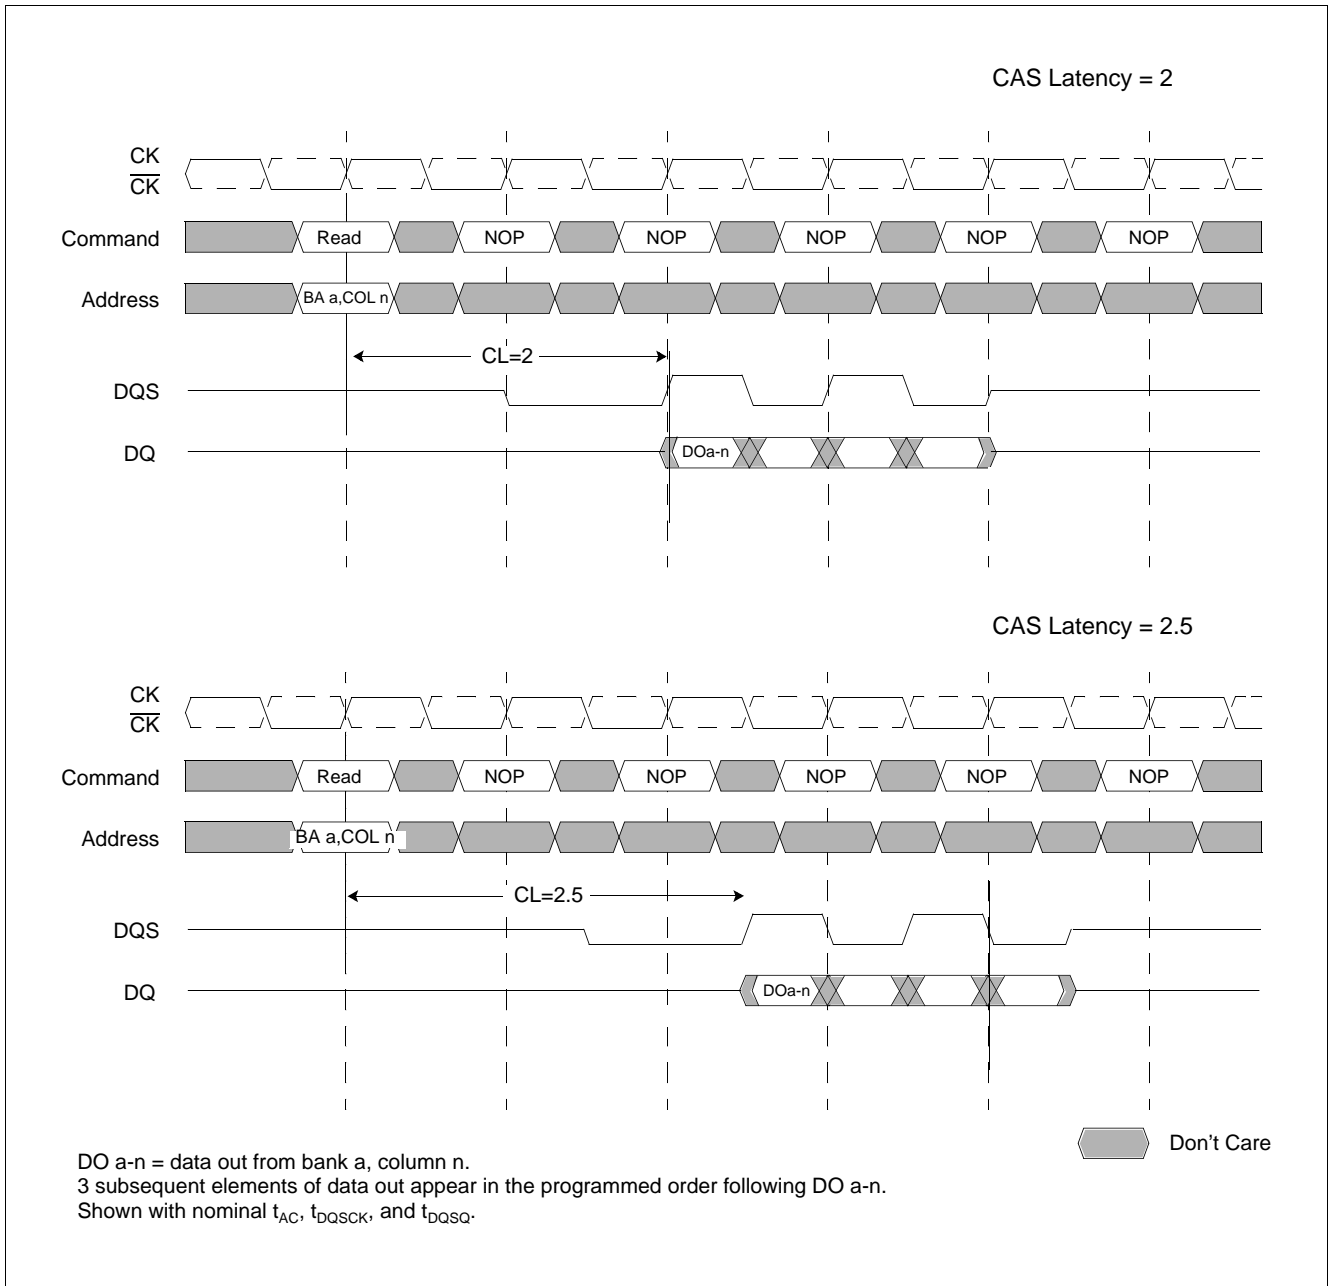 CAS Latency = 2
CK
CK
Command Read NOP NOP NOP NOP NOP
Address BA a,COL n
CL=2
DQS
DQ DOa-n
CAS Latency = 2.5
CK
CK
Command Read NOP NOP NOP NOP NOP
Address BA a,COL n
CL=2.5
DQS
DQ DOa-n
Don't Care
DO a-n = data out from bank a, column n.
3 subsequent elements of data out appear in the programmed order following DO a-n.
Shown with nominal tAC, tDQSCK, and tDQSQ.